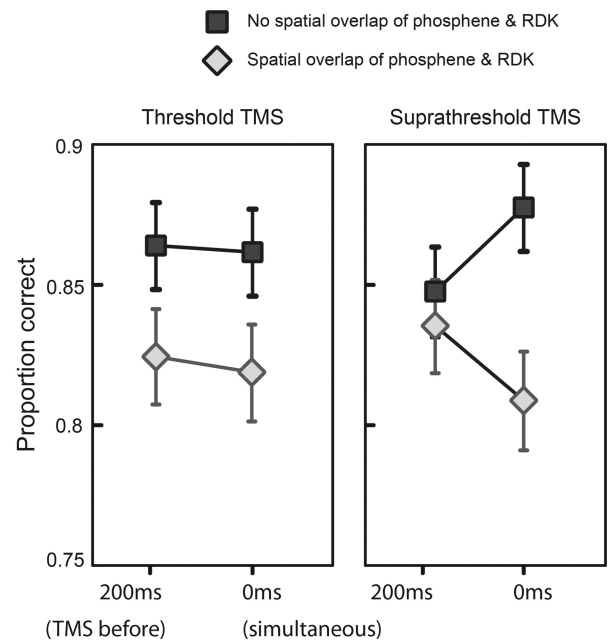 No spatial overlap of phosphene & RDK
Spatial overlap of phosphene & RDK
Threshold TMS
Suprathreshold TMS
Proportion correct
0.9
0.85
0.8
0.75
200ms 0ms 200ms 0ms
(TMS before) (simultaneous)